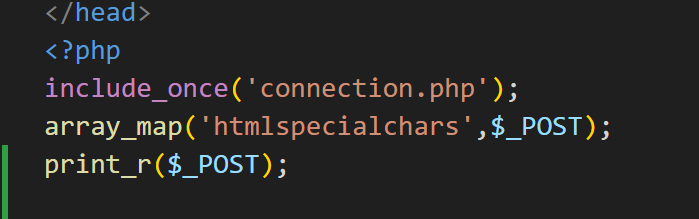 </head>
<?php
include_once('connection.php');
array_map('htmlspecialchars',$_POST);
print_r($_POST);